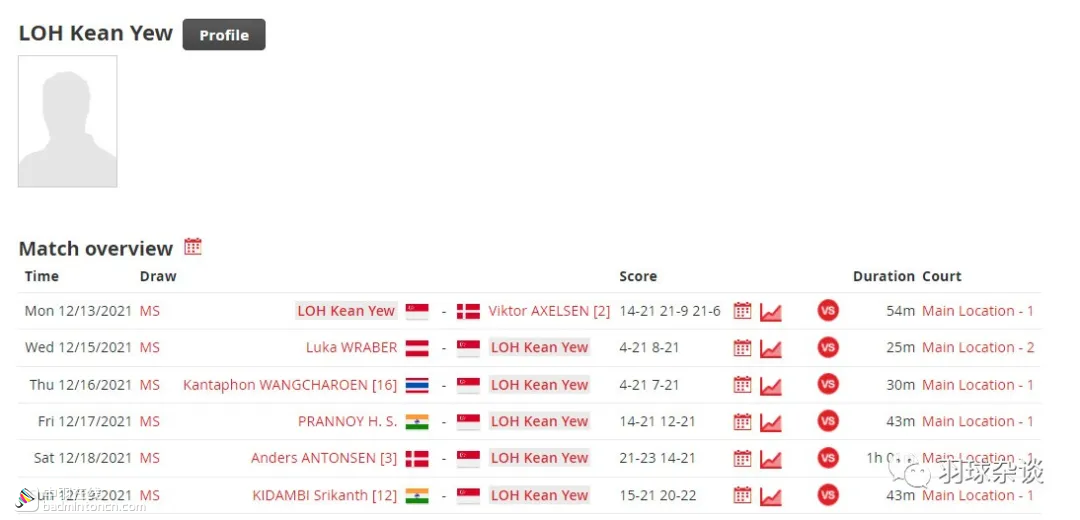 LOH Kean Yew Profile
Match overview
Time Draw Score Duration Court
Mon 12/13/2021 MS LOH Kean Yew - Viktor AXELSEN [2] 14-21 21-9 21-6 VS 54m Main Location - 1
Wed 12/15/2021 MS Luka WRABER - LOH Kean Yew 4-21 8-21 VS 25m Main Location - 2
Thu 12/16/2021 MS Kantaphon WANGCHAROEN [16] - LOH Kean Yew 4-21 7-21 VS 30m Main Location - 1
Fri 12/17/2021 MS PRANNOY H. S. - LOH Kean Yew 14-21 12-21 VS 43m Main Location - 1
Sat 12/18/2021 MS Anders ANTONSEN [3] - LOH Kean Yew 21-23 14-21 VS 1h Main Location - 1
12/19/2021 MS KIDAMBI Srikanth [12] - LOH Kean Yew 15-21 20-22 VS 43m Main Location - 1
羽球杂谈
badmintoncn.com